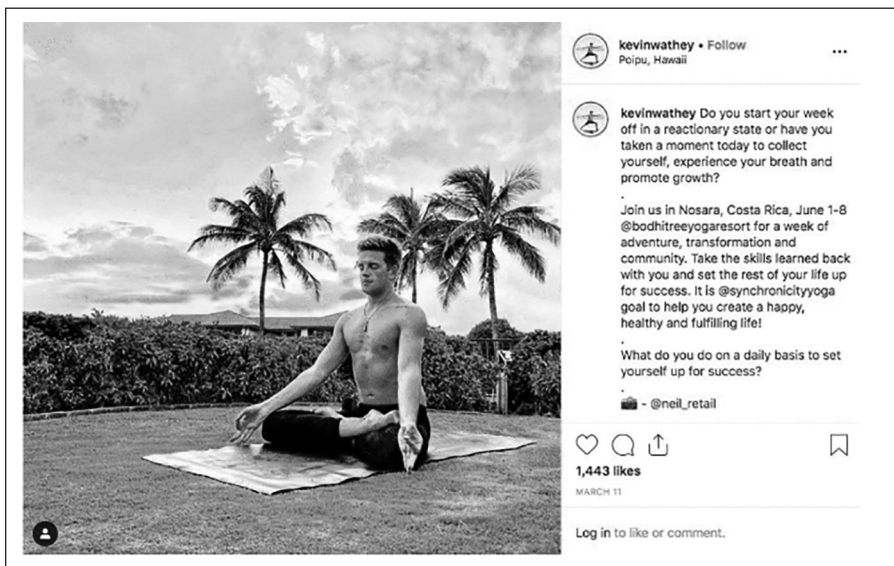 kevinwathey • Follow
Poipu, Hawaii
kevinwathey Do you start your week
off in a reactionary state or have you
taken a moment today to collect
yourself, experience your breath and
promote growth?
.
Join us in Nosara, Costa Rica, June 1-8
@bodhitreeyogaresort for a week of
adventure, transformation and
community. Take the skills learned back
with you and set the rest of your life up
for success. It is @synchronicityyoga
goal to help you create a happy,
healthy and fulfilling life!
.
What do you do on a daily basis to set
yourself up for success?
.
📷 - @neil_retail
1,443 likes
MARCH 11
Log in to like or comment.